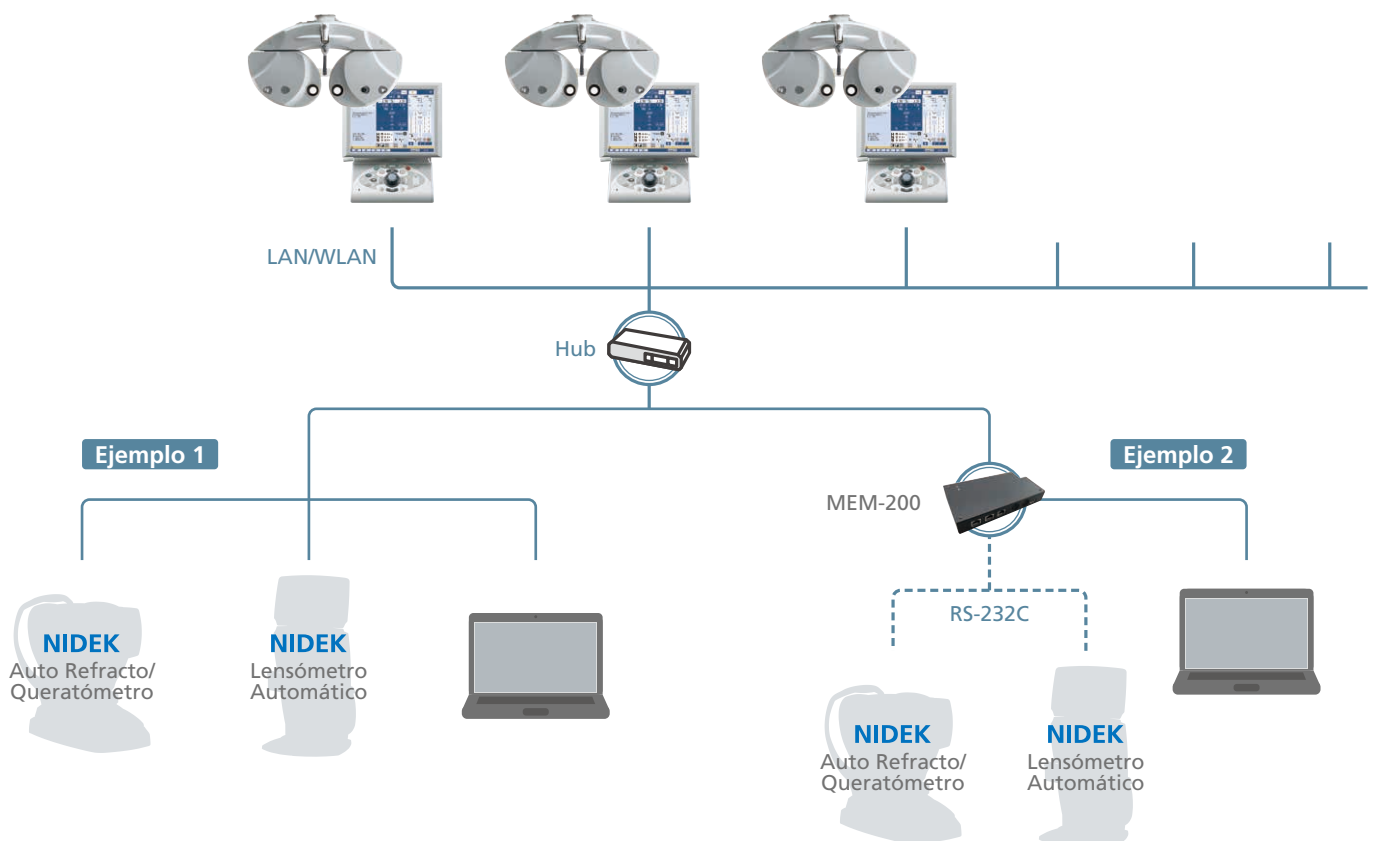 LAN/WLAN
Hub
Ejemplo 1
Ejemplo 2
MEM-200
RS-232C
NIDEK
Auto Refracto/
Queratómetro
NIDEK
Lensómetro
Automático
NIDEK
Auto Refracto/
Queratómetro
NIDEK
Lensómetro
Automático